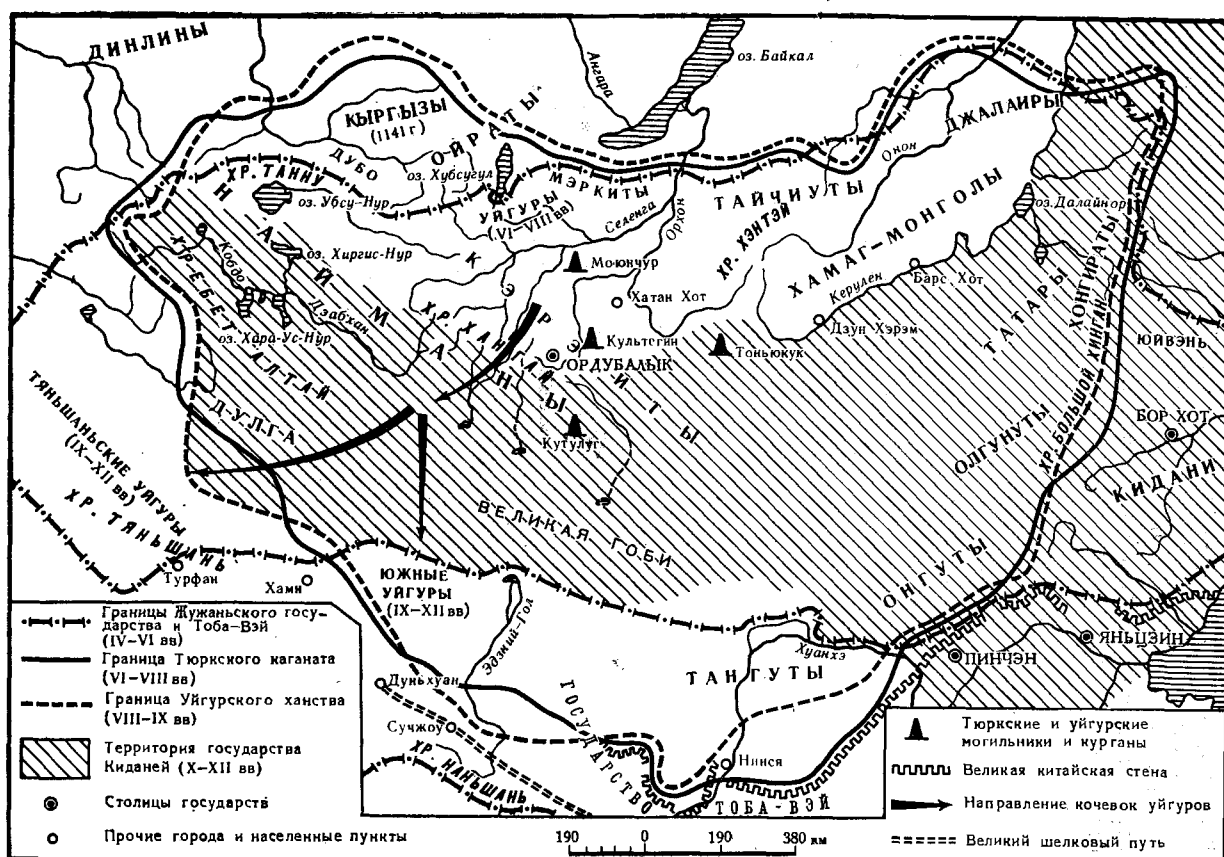 ДИНЛИНЫ
Ангара
оз. Байкал
КЫРГЫЗЫ
(1141 г)
ОЙРАТЫ
ДУБО
ХР. ТАННУ
оз. Хубсугул
оз. Убсу-Нур
УЙГУРЫ
(VI-VIII вв)
МЭРКИТЫ
ТАЙЧИУТЫ
ДЖАЛАИРЫ
Онон
Селенга
Орхон
ХР. ХЭНТЭЙ
ХАМАГ-МОНГОЛЫ
оз. Далайнор
НАЙМАНЫ
КЭРЭИТЫ
ХРЕБЕТ АЛТАЙ
Кобдо
оз. Хиргис-Нур
Дзабхан
оз. Хара-Ус-Нур
ХР. ХАНГАЙ
Моюнчур
Хатан Хот
Керулен
Барс Хот
Дзун Хэрэм
Культегин
Тоньюкук
ОРДУБАЛЫК
Кутулуг
ТАТАРЫ
ХОНГИРАТЫ
ХР. БОЛЬШОЙ ХИНГАН
ЮЙВЭНЬ
БОР-ХОТ
КИДАНИ
ОЛГУНУТЫ
ОНГУТЫ
ДУЛГА
ВЕЛИКАЯ ГОБИ
ТЯНЬШАНЬСКИЕ УЙГУРЫ
(IX-XII вв)
ХР. ТЯНЬШАНЬ
Турфан
Хами
ЮЖНЫЕ
УЙГУРЫ
(IX-XII вв)
Эдзний-Гол
Хуанхэ
ТАНГУТЫ
ЯНЬЦЗИН
ПИНЧЭН
Дуньхуан
Сучжоу
ХР. НАНЬШАНЬ
ГОСУДАРСТВО
ТОБА-ВЭЙ
Нинся
Границы Жужаньского госу-
дарства и Тоба-Вэй
(IV-VI вв)
Граница Тюркского каганата
(VI-VIII вв)
Граница Уйгурского ханства
(VIII-IX вв)
Территория государства
Киданей (X-XII вв)
Столицы государств
Прочие города и населенные пункты
Тюркские и уйгурские
могильники и курганы
Великая китайская стена
Направление кочевок уйгуров
Великий шелковый путь
190 0 190 380 км